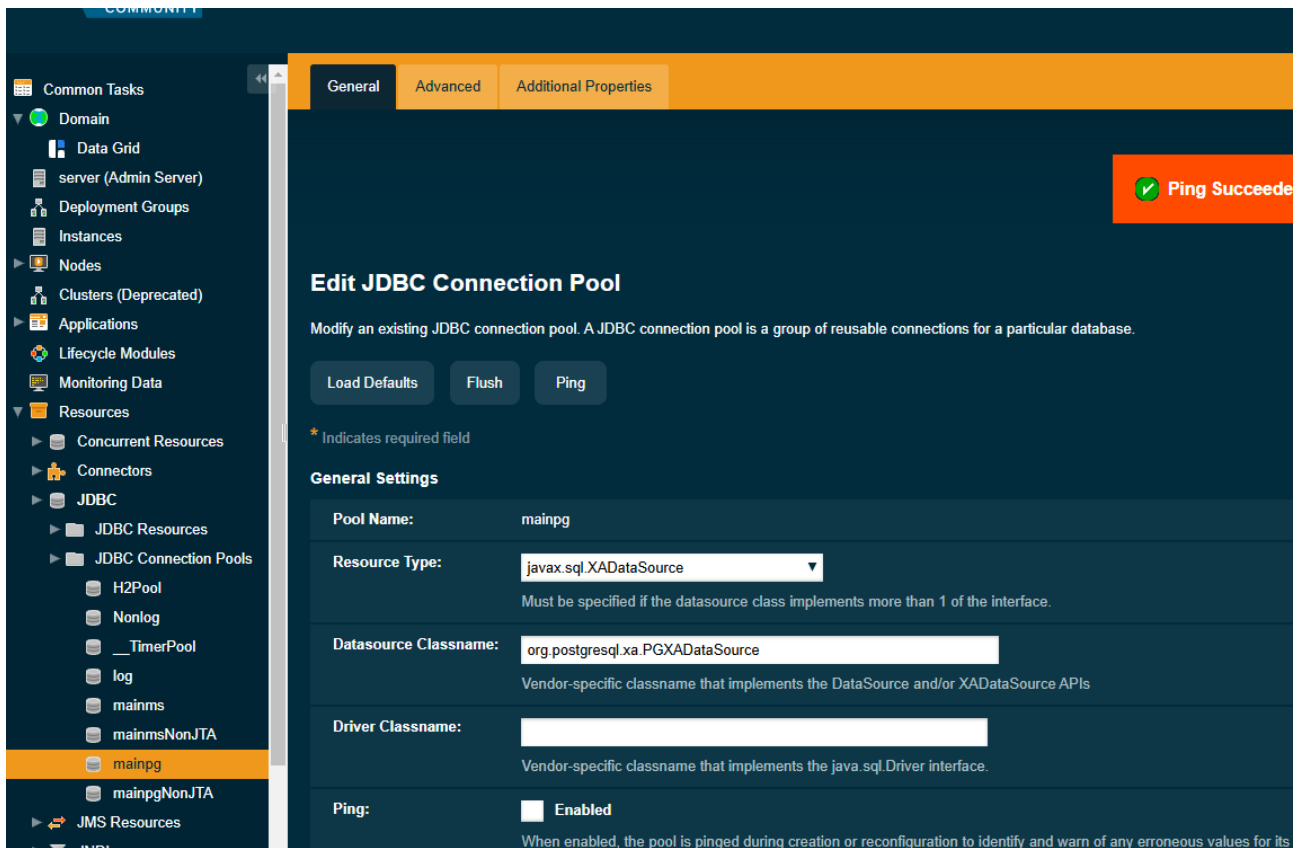 COMMUNITY
Common Tasks
Domain
Data Grid
server (Admin Server)
Deployment Groups
Instances
Nodes
Clusters (Deprecated)
Applications
Lifecycle Modules
Monitoring Data
Resources
Concurrent Resources
Connectors
JDBC
JDBC Resources
JDBC Connection Pools
H2Pool
Nonlog
__TimerPool
log
mainms
mainmsNonJTA
mainpg
mainpgNonJTA
JMS Resources
General Advanced Additional Properties
Ping Succeede
Edit JDBC Connection Pool
Modify an existing JDBC connection pool. A JDBC connection pool is a group of reusable connections for a particular database.
Load Defaults Flush Ping
* Indicates required field
General Settings
Pool Name: mainpg
Resource Type: javax.sql.XADataSource
Must be specified if the datasource class implements more than 1 of the interface.
Datasource Classname: org.postgresql.xa.PGXADataSource
Vendor-specific classname that implements the DataSource and/or XADataSource APIs
Driver Classname:
Vendor-specific classname that implements the java.sql.Driver interface.
Ping: Enabled
When enabled, the pool is pinged during creation or reconfiguration to identify and warn of any erroneous values for its